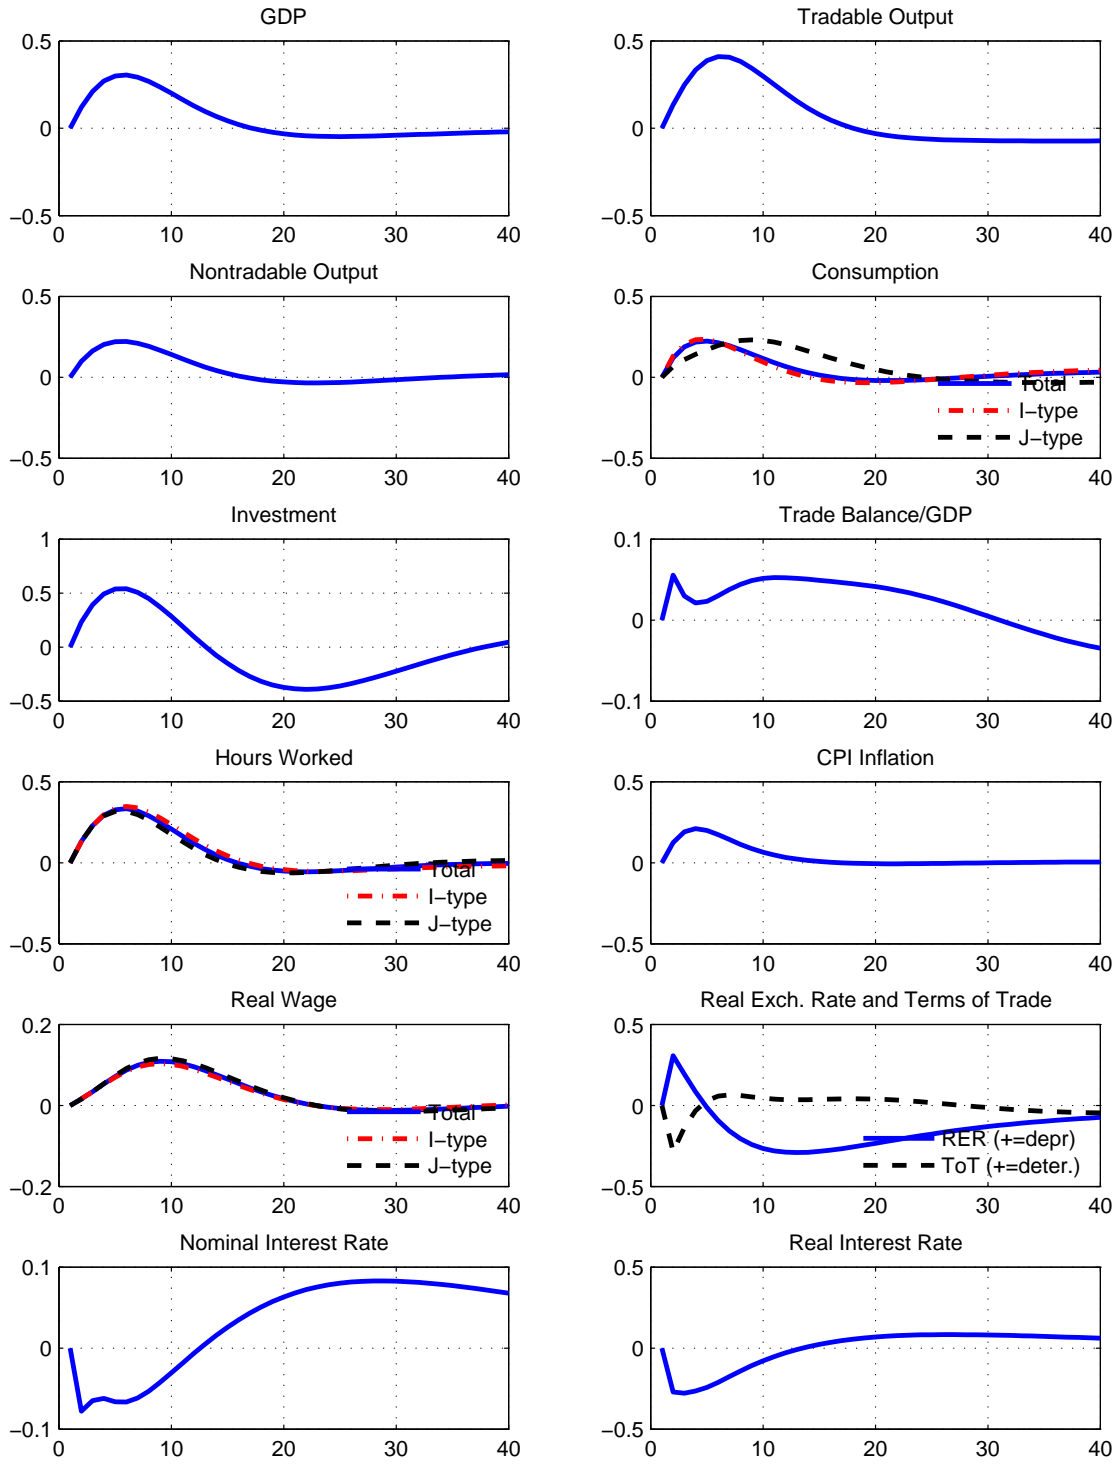 GDP
0.5
0
−0.5
0 10 20 30 40
Tradable Output
0.5
0
−0.5
0 10 20 30 40
Nontradable Output
0.5
0
−0.5
0 10 20 30 40
Consumption
0.5
0
−0.5
0 10 20 30 40
Total
I−type
J−type
Investment
1
0.5
0
−0.5
0 10 20 30 40
Trade Balance/GDP
0.1
0
−0.1
0 10 20 30 40
Hours Worked
0.5
0
−0.5
0 10 20 30 40
Total
I−type
J−type
CPI Inflation
0.5
0
−0.5
0 10 20 30 40
Real Wage
0.2
0
−0.2
0 10 20 30 40
Total
I−type
J−type
Real Exch. Rate and Terms of Trade
0.5
0
−0.5
0 10 20 30 40
RER (+=depr)
ToT (+=deter.)
Nominal Interest Rate
0.1
0
−0.1
0 10 20 30 40
Real Interest Rate
0.5
0
−0.5
0 10 20 30 40